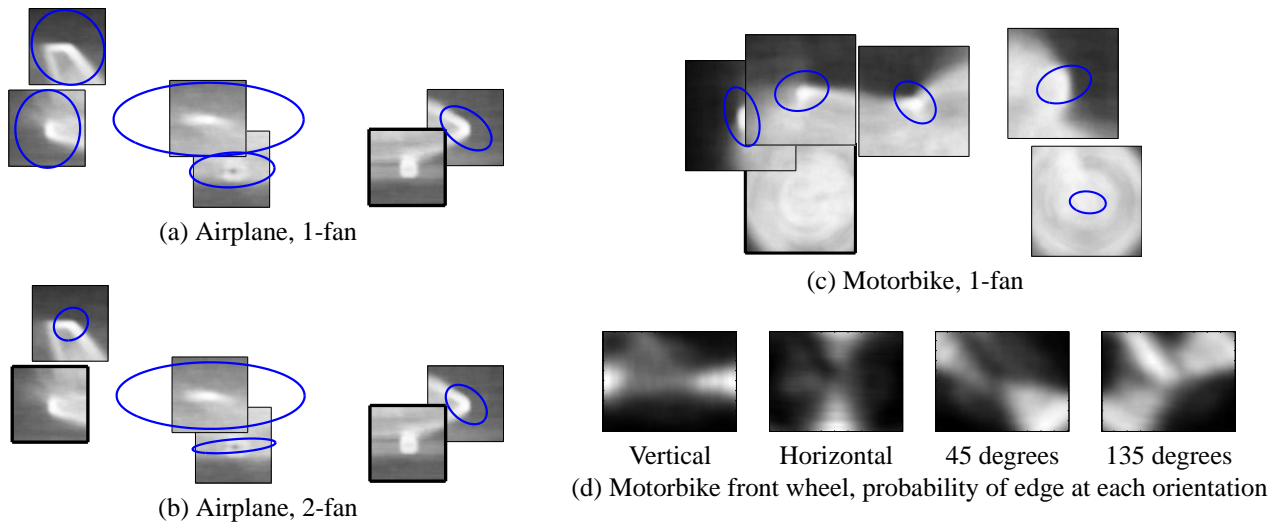 (a) Airplane, 1-fan
(b) Airplane, 2-fan
(c) Motorbike, 1-fan
Vertical Horizontal 45 degrees 135 degrees
(d) Motorbike front wheel, probability of edge at each orientation